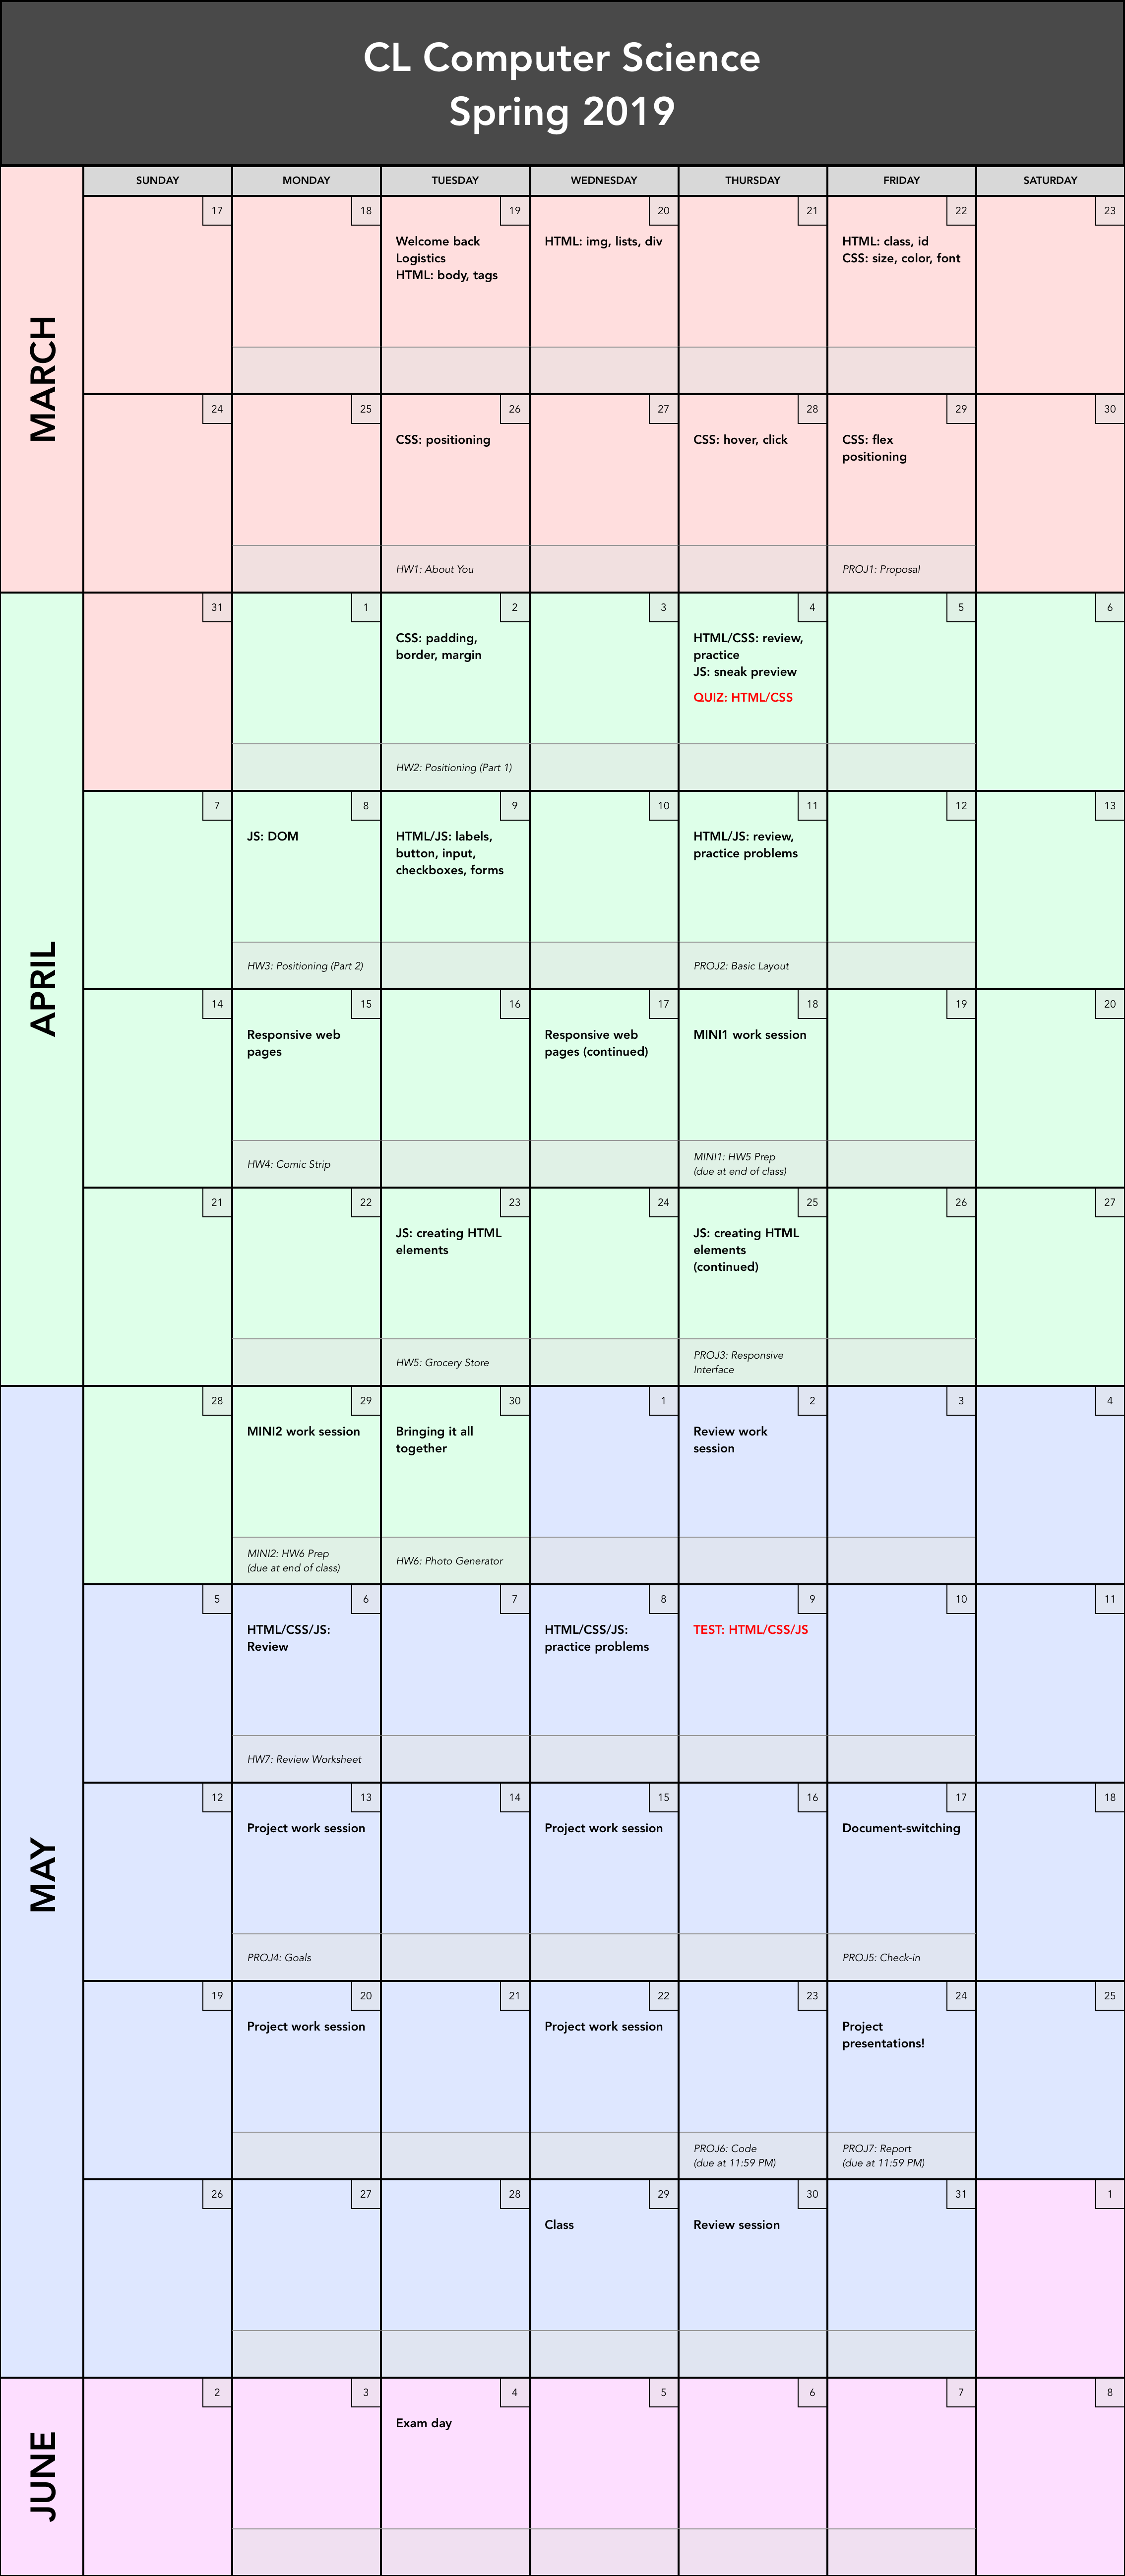 CL Computer Science
Spring 2019
SUNDAY MONDAY TUESDAY WEDNESDAY THURSDAY FRIDAY SATURDAY
MARCH
17
18
19
Welcome back
Logistics
HTML: body, tags
20
HTML: img, lists, div
21
22
HTML: class, id
CSS: size, color, font
23
24
25
26
CSS: positioning
HW1: About You
27
28
CSS: hover, click
29
CSS: flex
positioning
PROJ1: Proposal
30
APRIL
31
1
2
CSS: padding,
border, margin
HW2: Positioning (Part 1)
3
4
HTML/CSS: review,
practice
JS: sneak preview
QUIZ: HTML/CSS
5
6
7
8
JS: DOM
HW3: Positioning (Part 2)
9
HTML/JS: labels,
button, input,
checkboxes, forms
10
11
HTML/JS: review,
practice problems
PROJ2: Basic Layout
12
13
14
15
Responsive web
pages
HW4: Comic Strip
16
17
Responsive web
pages (continued)
18
MINI1 work session
MINI1: HW5 Prep
(due at end of class)
19
20
21
22
23
JS: creating HTML
elements
HW5: Grocery Store
24
25
JS: creating HTML
elements
(continued)
PROJ3: Responsive
Interface
26
27
MAY
28
29
MINI2 work session
MINI2: HW6 Prep
(due at end of class)
30
Bringing it all
together
HW6: Photo Generator
1
2
Review work
session
3
4
5
6
HTML/CSS/JS:
Review
HW7: Review Worksheet
7
8
HTML/CSS/JS:
practice problems
9
TEST: HTML/CSS/JS
10
11
12
13
Project work session
PROJ4: Goals
14
15
Project work session
16
17
Document-switching
PROJ5: Check-in
18
19
20
Project work session
21
22
Project work session
23
PROJ6: Code
(due at 11:59 PM)
24
Project
presentations!
PROJ7: Report
(due at 11:59 PM)
25
26
27
28
29
Class
30
Review session
31
1
JUNE
2
3
4
Exam day
5
6
7
8